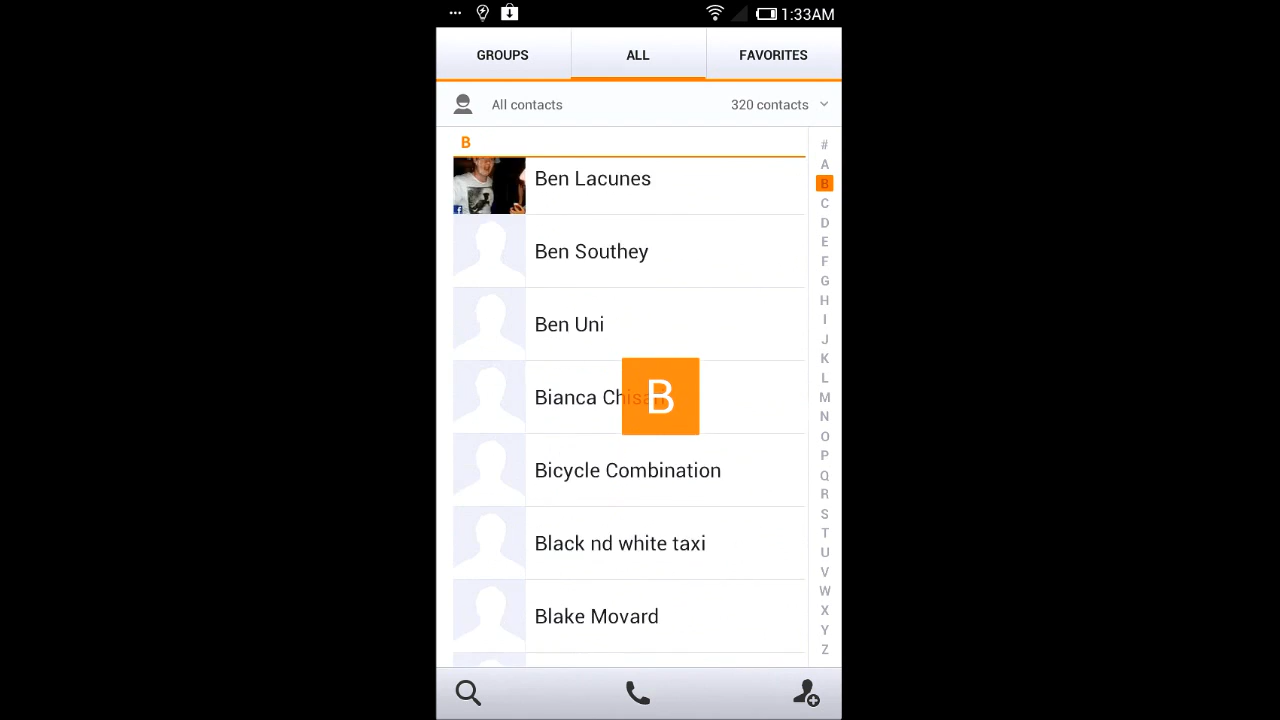 1:33AM
GROUPS ALL FAVORITES
All contacts 320 contacts
B
Ben Lacunes
Ben Southey
Ben Uni
Bianca
B
Bicycle Combination
Black nd white taxi
Blake Movard
#
A
B
C
D
E
F
G
H
I
J
K
L
M
N
O
P
Q
R
S
T
U
V
W
X
Y
Z